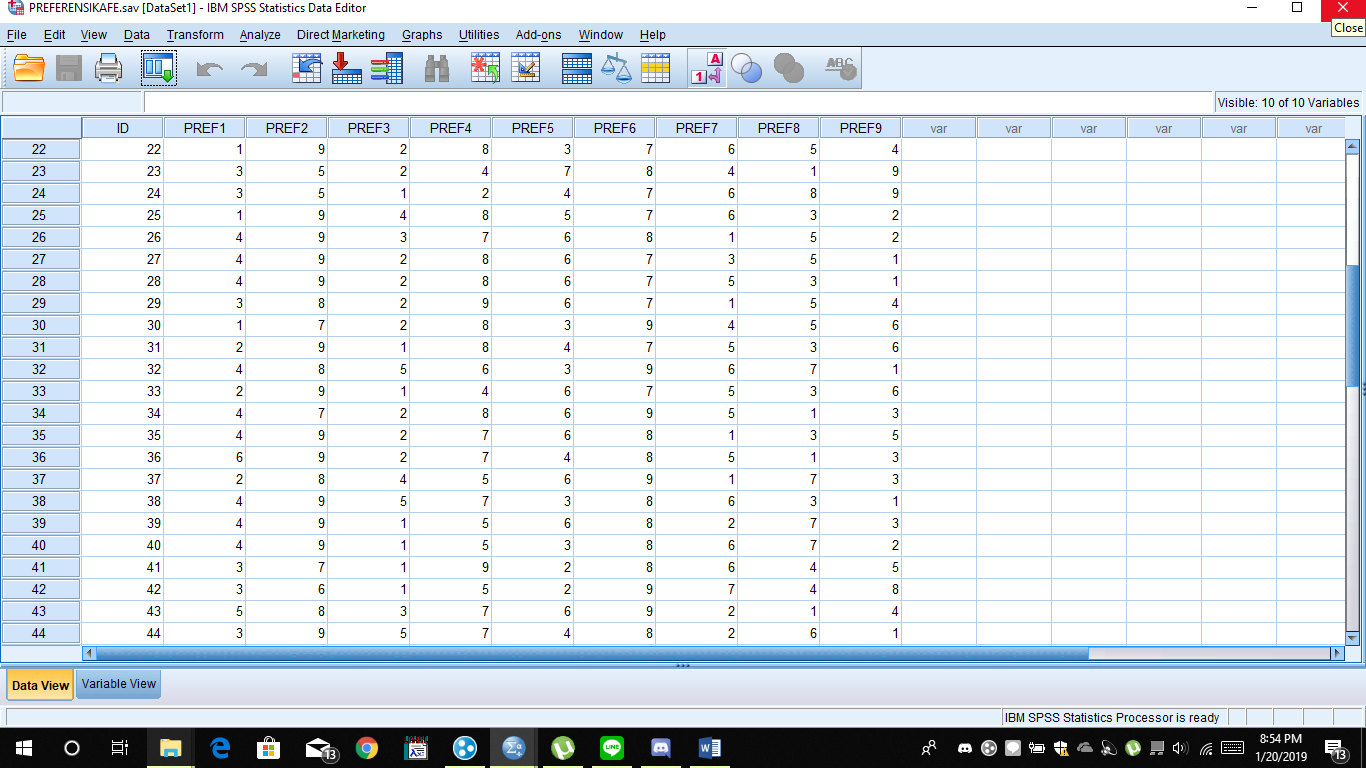 PREFERENSIKAFE.sav [DataSet1] - IBM SPSS Statistics Data Editor
Close
File Edit View Data Transform Analyze Direct Marketing Graphs Utilities Add-ons Window Help
A
1
ABC
Visible: 10 of 10 Variables
ID PREF1 PREF2 PREF3 PREF4 PREF5 PREF6 PREF7 PREF8 PREF9 var var var var var var
22 22 1 9 2 8 3 7 6 5 4
23 23 3 5 2 4 7 8 4 1 9
24 24 3 5 1 2 4 7 6 8 9
25 25 1 9 4 8 5 7 6 3 2
26 26 4 9 3 7 6 8 1 5 2
27 27 4 9 2 8 6 7 3 5 1
28 28 4 9 2 8 6 7 5 3 1
29 29 3 8 2 9 6 7 1 5 4
30 30 1 7 2 8 3 9 4 5 6
31 31 2 9 1 8 4 7 5 3 6
32 32 4 8 5 6 3 9 6 7 1
33 33 2 9 1 4 6 7 5 3 6
34 34 4 7 2 8 6 9 5 1 3
35 35 4 9 2 7 6 8 1 3 5
36 36 6 9 2 7 4 8 5 1 3
37 37 2 8 4 5 6 9 1 7 3
38 38 4 9 5 7 3 8 6 3 1
39 39 4 9 1 5 6 8 2 7 3
40 40 4 9 1 5 3 8 6 7 2
41 41 3 7 1 9 2 8 6 4 5
42 42 3 6 1 5 2 9 7 4 8
43 43 5 8 3 7 6 9 2 1 4
44 44 3 9 5 7 4 8 2 6 1
Data View Variable View
IBM SPSS Statistics Processor is ready
13
LINE
W
8:54 PM
1/20/2019
13